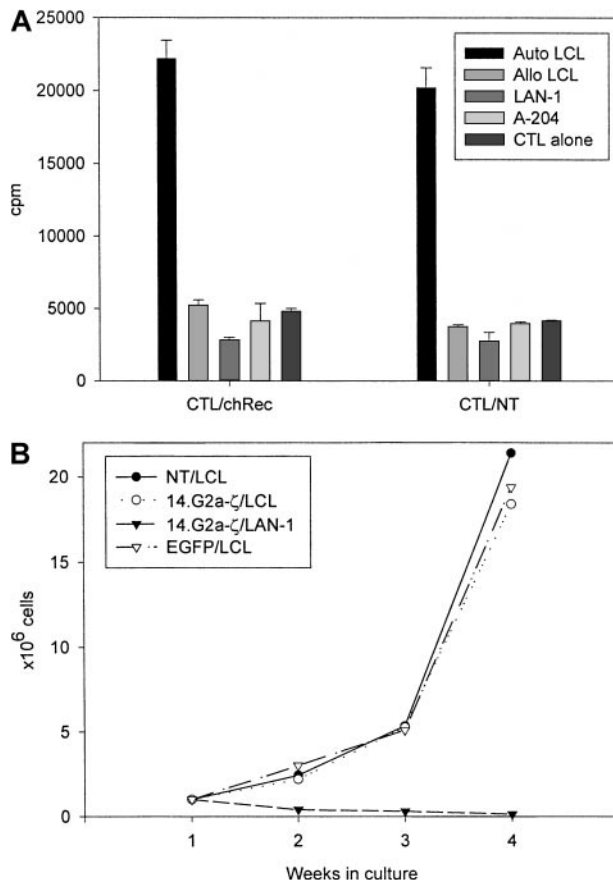 A
25000
20000
15000
10000
5000
0
cpm
Auto LCL
Allo LCL
LAN-1
A-204
CTL alone
CTL/chRec
CTL/NT
B
20
15
10
5
0
x10⁶ cells
NT/LCL
14.G2a-ζ/LCL
14.G2a-ζ/LAN-1
EGFP/LCL
1
2
3
4
Weeks in culture